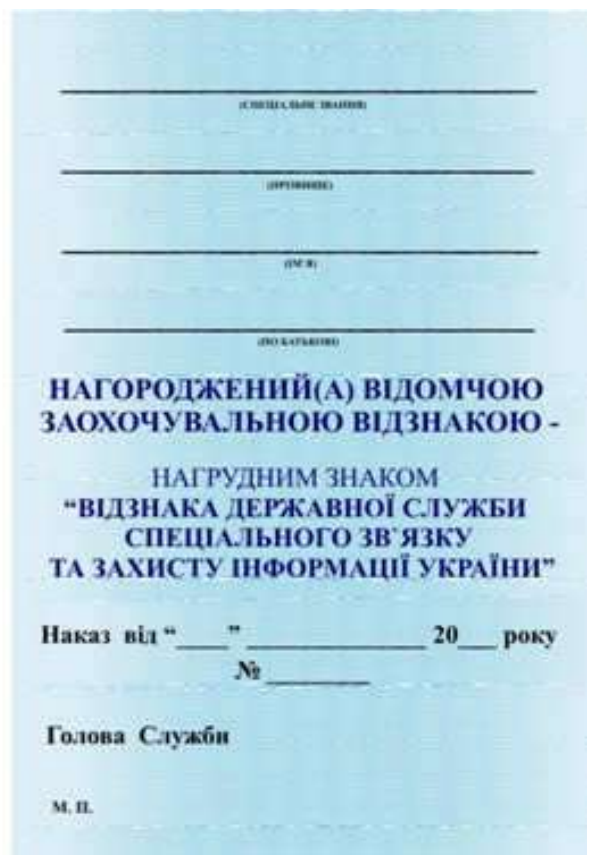 (СПЕЦІАЛЬНЕ ЗВАННЯ)
(ПРІЗВИЩЕ)
(ІМ'Я)
(ПО БАТЬКОВІ)
НАГОРОДЖЕНИЙ(А) ВІДОМЧОЮ
ЗАОХОЧУВАЛЬНОЮ ВІДЗНАКОЮ -
НАГРУДНИМ ЗНАКОМ
“ВІДЗНАКА ДЕРЖАВНОЇ СЛУЖБИ
СПЕЦІАЛЬНОГО ЗВ`ЯЗКУ
ТА ЗАХИСТУ ІНФОРМАЦІЇ УКРАЇНИ”
Наказ від “____” ______________ 20___ року
№ ________
Голова Служби
М. П.